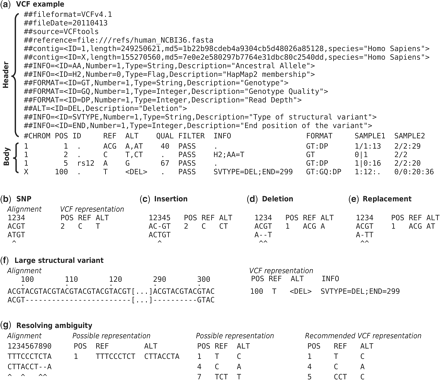 (a) VCF example
##fileformat=VCFv4.1
##fileDate=20110413
##source=VCFtools
##reference=file:///refs/human_NCBI36.fasta
##contig=<ID=1,length=249250621,md5=1b22b98cdeb4a9304cb5d48026a85128,species="Homo Sapiens">
##contig=<ID=X,length=155270560,md5=7e0e2e580297b7764e31dbc80c2540dd,species="Homo Sapiens">
##INFO=<ID=AA,Number=1,Type=String,Description="Ancestral Allele">
##INFO=<ID=H2,Number=0,Type=Flag,Description="HapMap2 membership">
##FORMAT=<ID=GT,Number=1,Type=String,Description="Genotype">
##FORMAT=<ID=GQ,Number=1,Type=Integer,Description="Genotype Quality">
##FORMAT=<ID=DP,Number=1,Type=Integer,Description="Read Depth">
##ALT=<ID=DEL,Description="Deletion">
##INFO=<ID=SVTYPE,Number=1,Type=String,Description="Type of structural variant">
##INFO=<ID=END,Number=1,Type=Integer,Description="End position of the variant">
Header
#CHROM POS ID REF ALT QUAL FILTER INFO FORMAT SAMPLE1 SAMPLE2
1 1 . ACG A,AT 40 PASS . GT:DP 1/1:13 2/2:29
1 2 . C T,CT . PASS H2;AA=T GT 0|1 2/2
1 5 rs12 A G 67 PASS . GT:DP 1|0:16 2/2:20
X 100 . T <DEL> . PASS SVTYPE=DEL;END=299 GT:GQ:DP 1:12:. 0/0:20:36
Body
(b) SNP
Alignment VCF representation
1234 POS REF ALT
ACGT 2 C T
ATGT
^
(c) Insertion
12345 POS REF ALT
AC-GT 2 C CT
ACTGT
^
(d) Deletion
1234 POS REF ALT
ACGT 1 ACG A
A--T
^^
(e) Replacement
1234 POS REF ALT
ACGT 1 ACG AT
A-TT
^^
(f) Large structural variant
Alignment VCF representation
100 110 120 290 300 POS REF ALT INFO
ACGTACGTACGTACGTACGTACGTACGT[...]ACGTACGTACGTAC 100 T <DEL> SVTYPE=DEL;END=299
ACGT----------------------[...]----------GTAC
(g) Resolving ambiguity
Alignment Possible representation Possible representation Recommended VCF representation
1234567890 POS REF ALT POS REF ALT POS REF ALT
TTTCCCTCTA 1 TTTCCCTCT CTTACCTA 1 T C 1 T C
CTTACCT--A 4 C A 4 C A
^ ^ ^^ 7 TCT T 5 CCT C